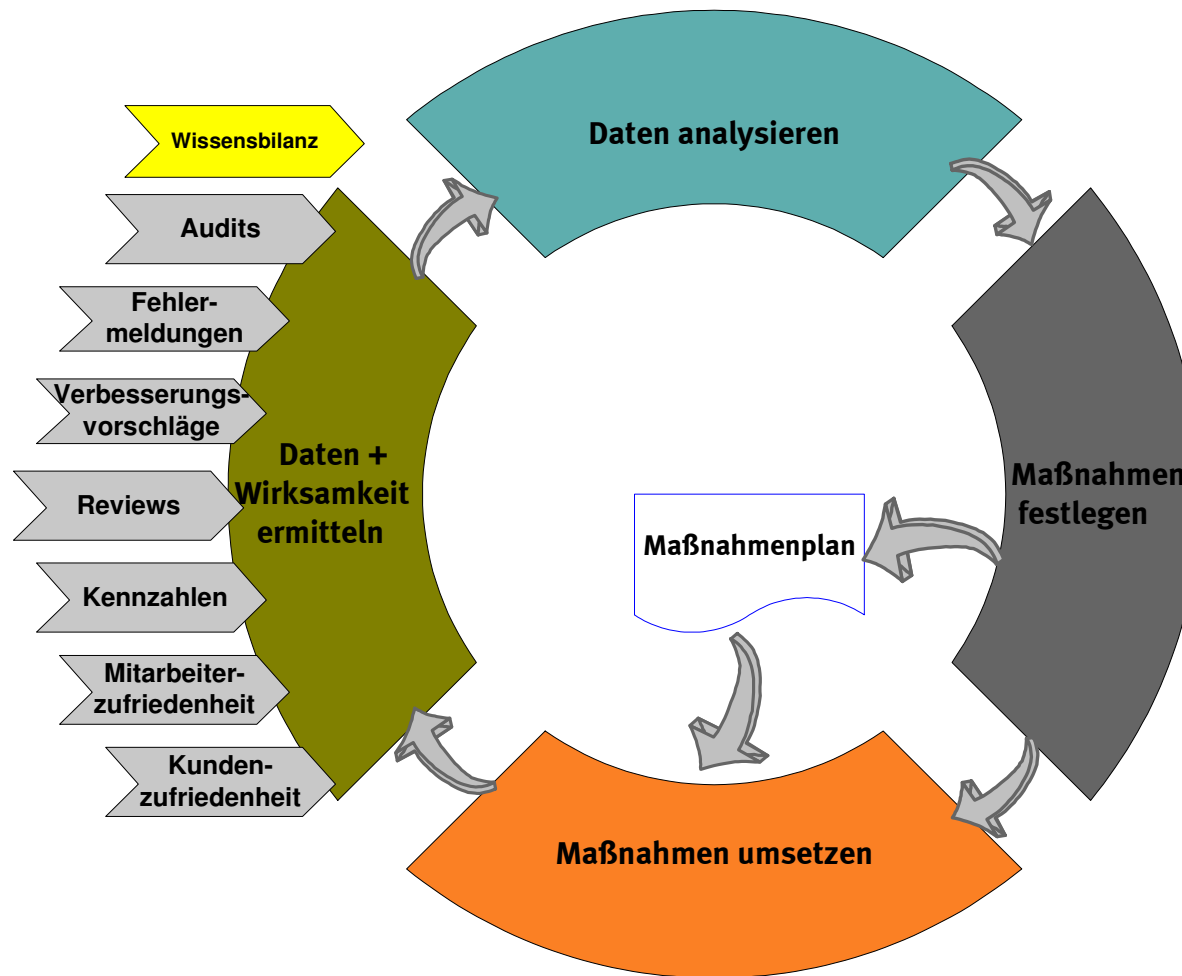 Daten analysieren
Wissensbilanz
Audits
Fehler-
meldungen
Verbesserungs-
vorschläge
Reviews
Kennzahlen
Mitarbeiter-
zufriedenheit
Kunden-
zufriedenheit
Daten +
Wirksamkeit
ermitteln
Maßnahmenplan
Maßnahmen
festlegen
Maßnahmen umsetzen